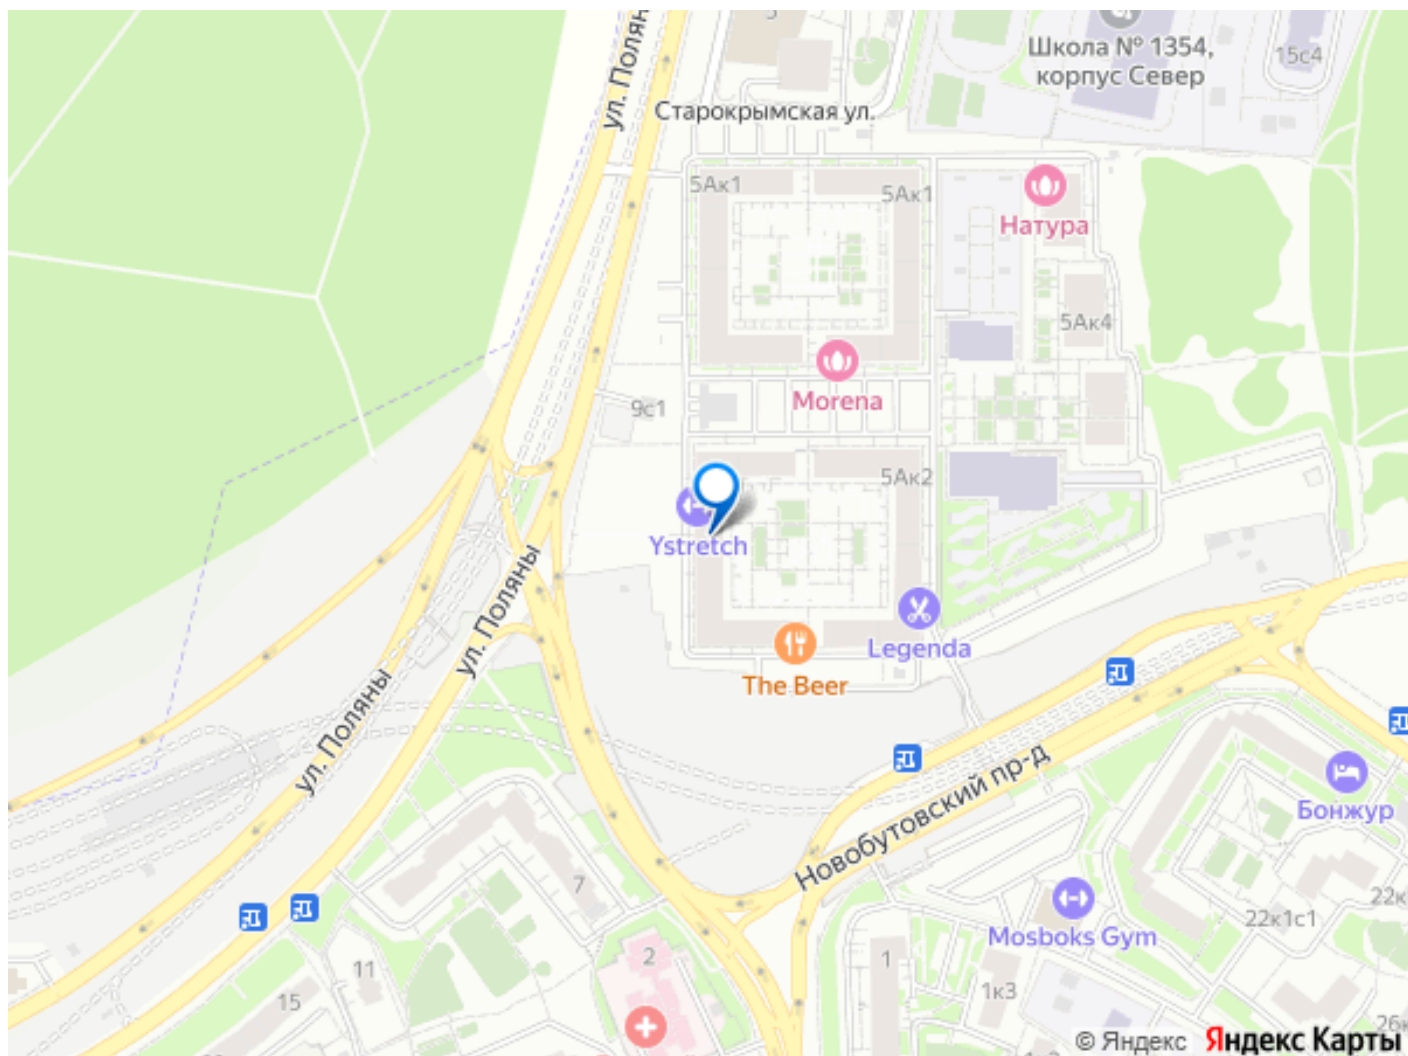 5
ул. Поляны
Школа № 1354,
корпус Север
15с4
Старокрымская ул.
5Ак1
5Ак1
Натура
5Ак4
Morena
9с1
5Ак2
Ystretch
ул. Поляны
Legenda
The Beer
ул. Поляны
Новобутовский пр-д
Бонжур
7
22к
22к1с1
Mosboks Gym
2
1
11
1к3
15
26к
© Яндекс Яндекс Карты